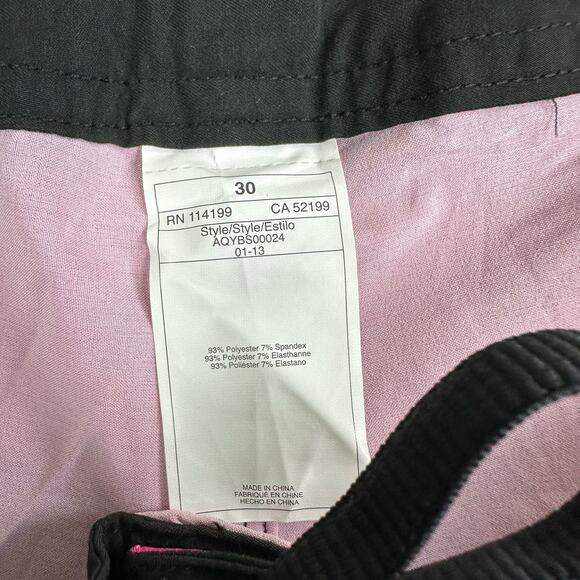 30
RN 114199 CA 52199
Style/Style/Estilo
AQYBS00024
01-13
93% Polyester 7% Spandex
93% Polyester 7% Elasthanne
93% Poliéster 7% Elastano
MADE IN CHINA
FABRIQUÉ EN CHINE
HECHO EN CHINA